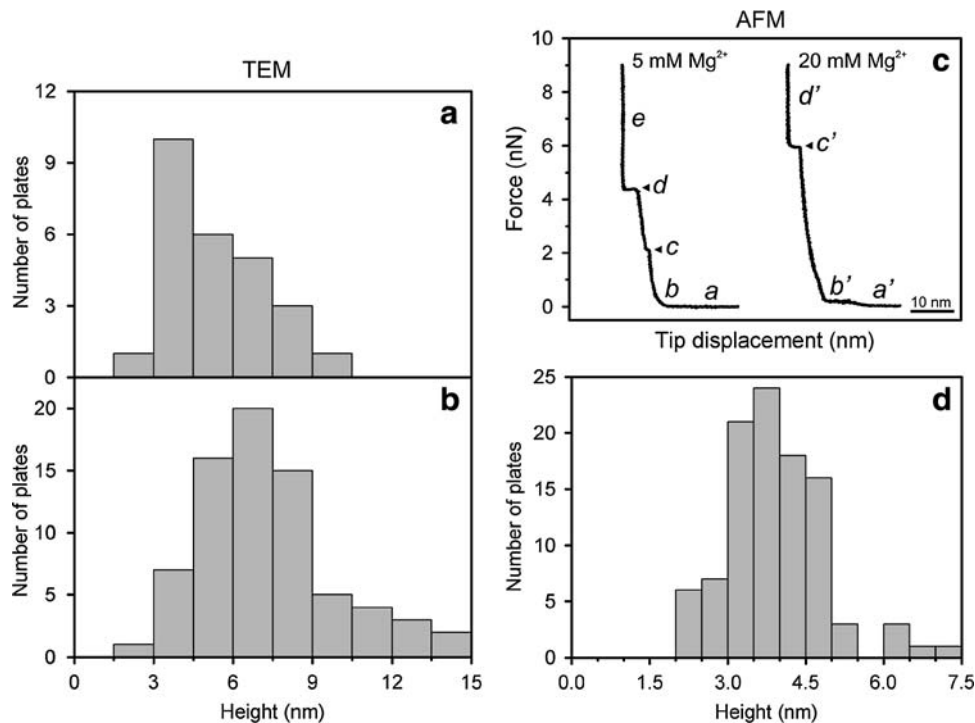 TEM
a
Number of plates
12
9
6
3
0
b
Number of plates
20
15
10
5
0
0 3 6 9 12 15
Height (nm)
AFM
c
Force (nN)
10
8
6
4
2
0
5 mM Mg²⁺
20 mM Mg²⁺
e
d
c
b
a
d’
c’
b’
a’
10 nm
Tip displacement (nm)
d
Number of plates
25
20
15
10
5
0
0.0 1.5 3.0 4.5 6.0 7.5
Height (nm)